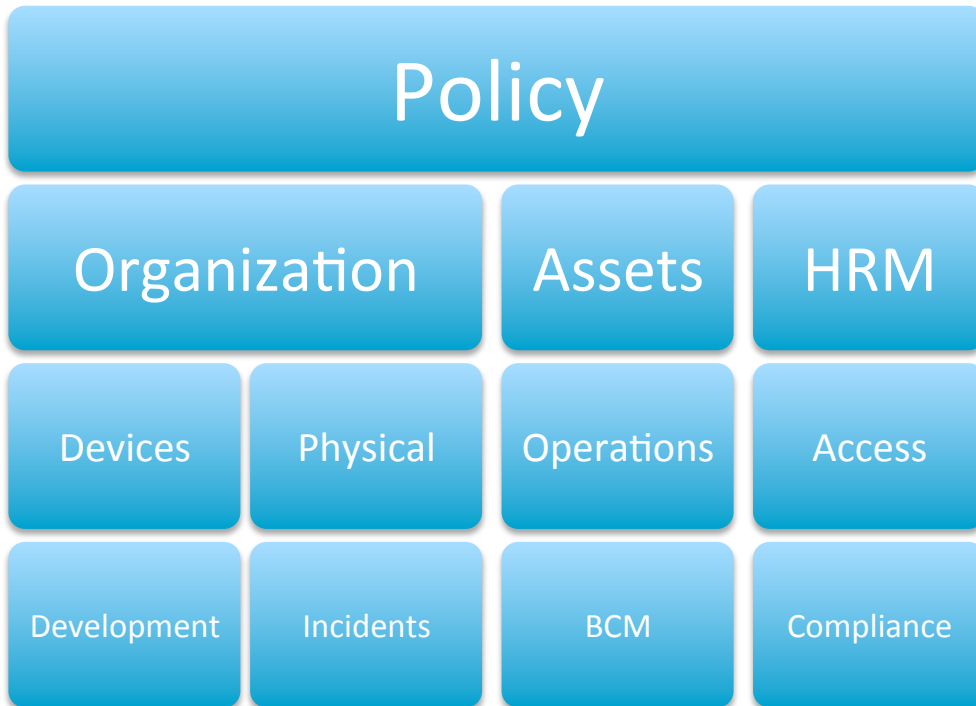 Policy
Organization
Assets
HRM
Devices
Physical
Operations
Access
Development
Incidents
BCM
Compliance